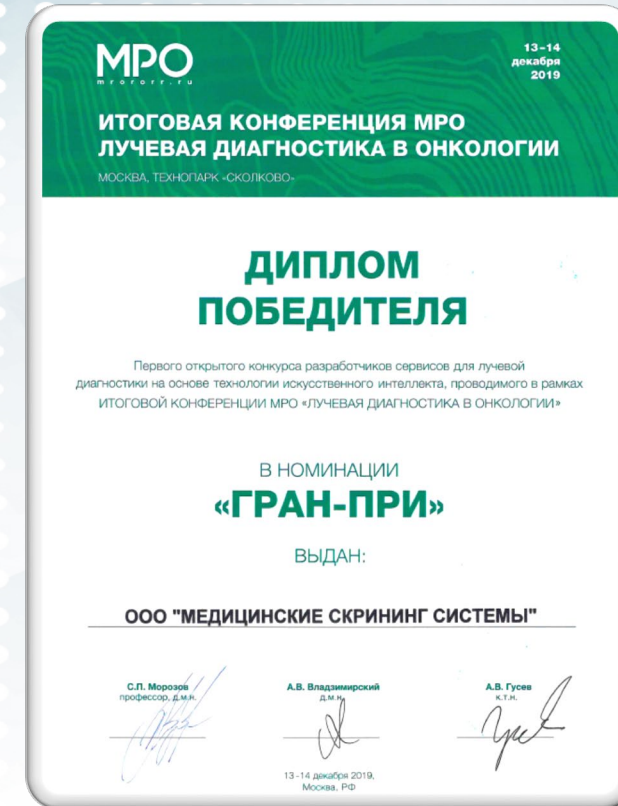 МРО
mrororr.ru
13–14
декабря
2019
ИТОГОВАЯ КОНФЕРЕНЦИЯ МРО
ЛУЧЕВАЯ ДИАГНОСТИКА В ОНКОЛОГИИ
МОСКВА, ТЕХНОПАРК «СКОЛКОВО»
ДИПЛОМ
ПОБЕДИТЕЛЯ
Первого открытого конкурса разработчиков сервисов для лучевой
диагностики на основе технологии искусственного интеллекта, проводимого в рамках
ИТОГОВОЙ КОНФЕРЕНЦИИ МРО «ЛУЧЕВАЯ ДИАГНОСТИКА В ОНКОЛОГИИ»
В НОМИНАЦИИ
«ГРАН-ПРИ»
ВЫДАН:
ООО "МЕДИЦИНСКИЕ СКРИНИНГ СИСТЕМЫ"
С.П. Морозов
профессор, д.м.н.
А.В. Владзимирский
д.м.н.
А.В. Гусев
к.т.н.
13-14 декабря 2019,
Москва, РФ